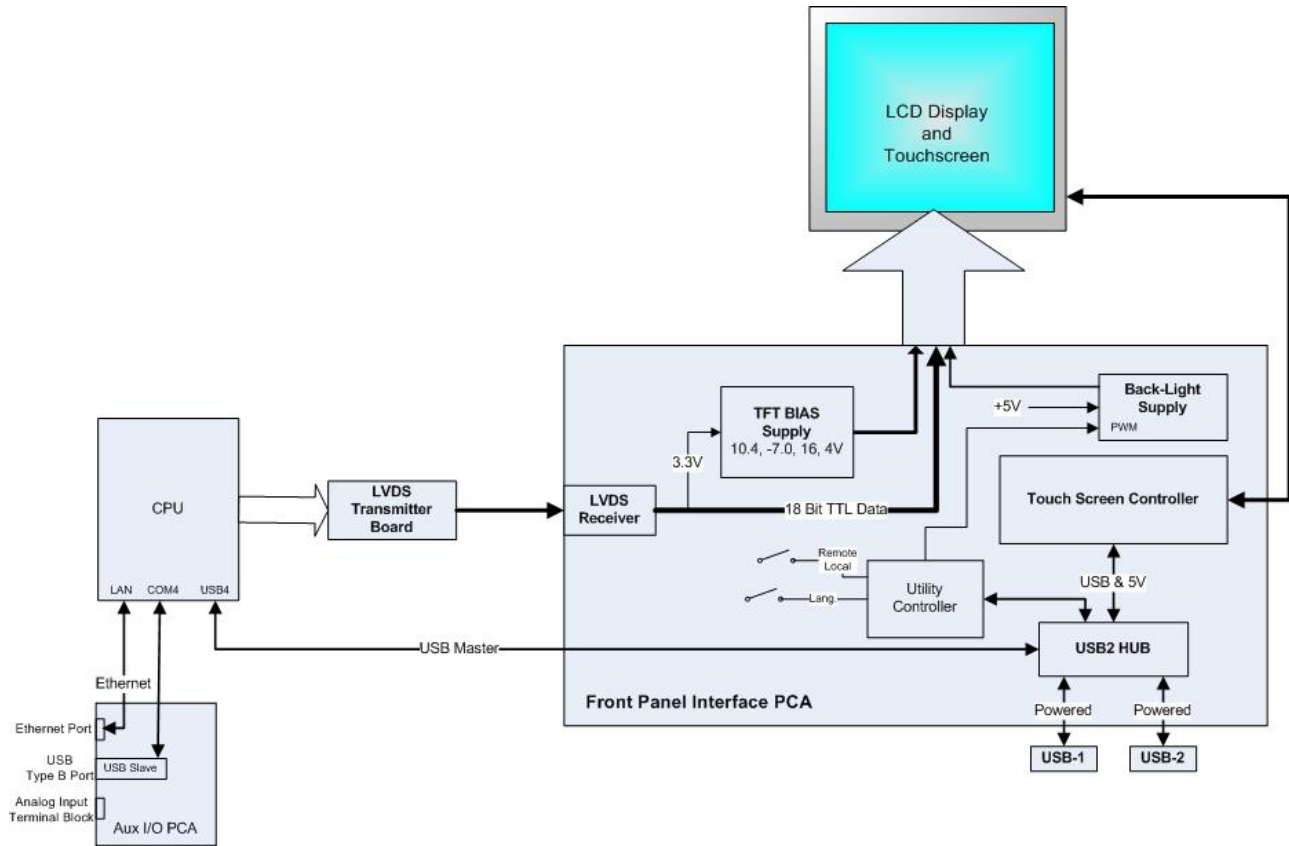 LCD Display
and
Touchscreen
TFT BIAS
Supply
10.4, -7.0, 16, 4V
Back-Light
Supply
+5V
PWM
3.3V
CPU
LVDS
Transmitter
Board
LVDS
Receiver
18 Bit TTL Data
Touch Screen Controller
Remote
Local
Lang.
Utility
Controller
USB & 5V
LAN
COM4
USB4
USB Master
USB2 HUB
Ethernet
Front Panel Interface PCA
Powered
Powered
Ethernet Port
USB
Type B Port
USB Slave
USB-1
USB-2
Analog Input
Terminal Block
Aux I/O PCA